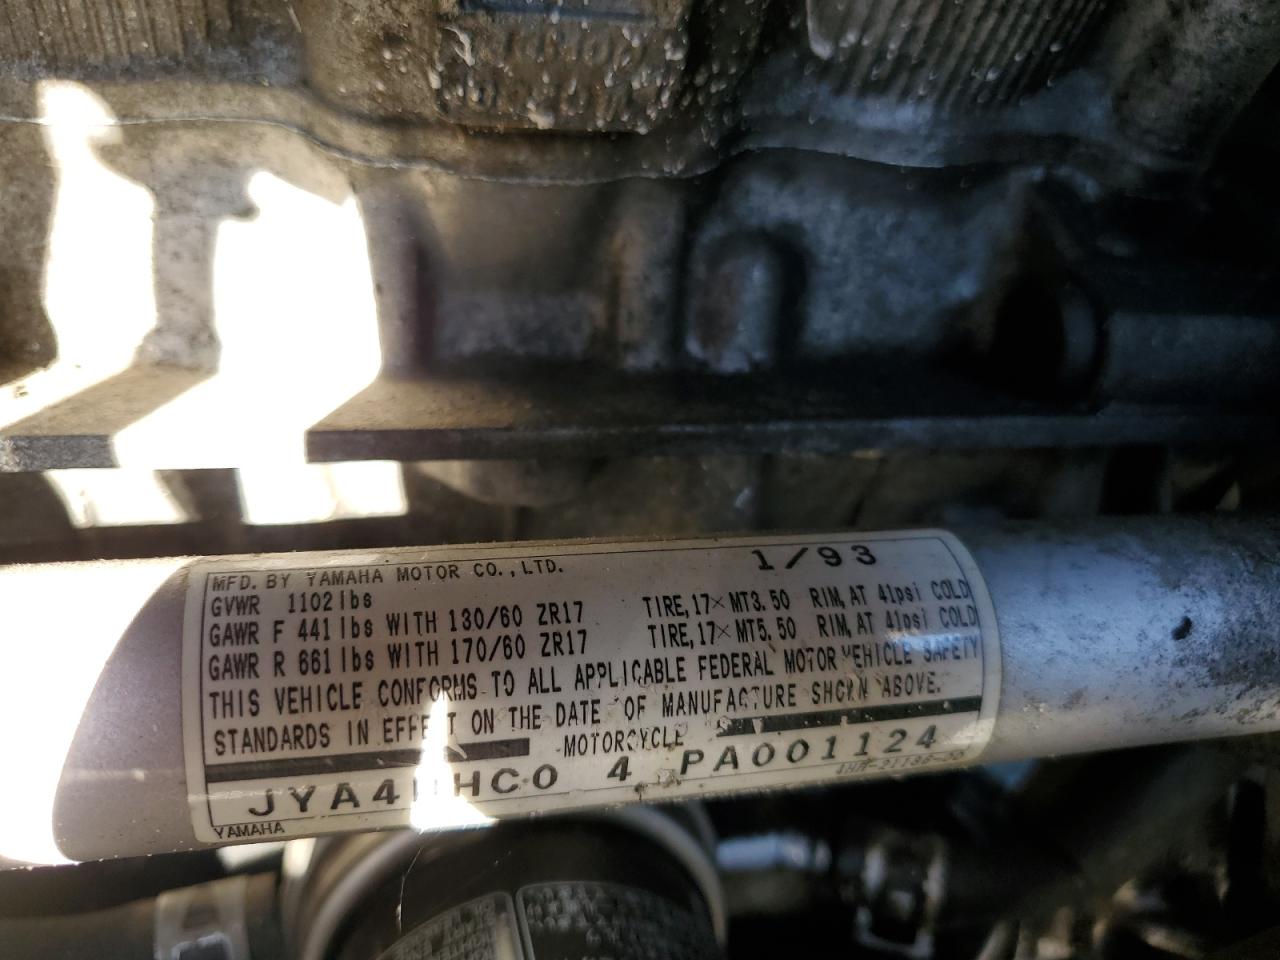 MFD. BY YAMAHA MOTOR CO., LTD. 1/93
GVWR 1102lbs
GAWR F 441lbs WITH 130/60 ZR17 TIRE, 17×MT3.50 RIM, AT 41psi COLD
GAWR R 661lbs WITH 170/60 ZR17 TIRE, 17×MT5.50 RIM, AT 41psi COLD
THIS VEHICLE CONFORMS TO ALL APPLICABLE FEDERAL MOTOR VEHICLE SAFETY
STANDARDS IN EFFECT ON THE DATE OF MANUFACTURE SHOWN ABOVE.
MOTORCYCLE
4 PA001124
YAMAHA